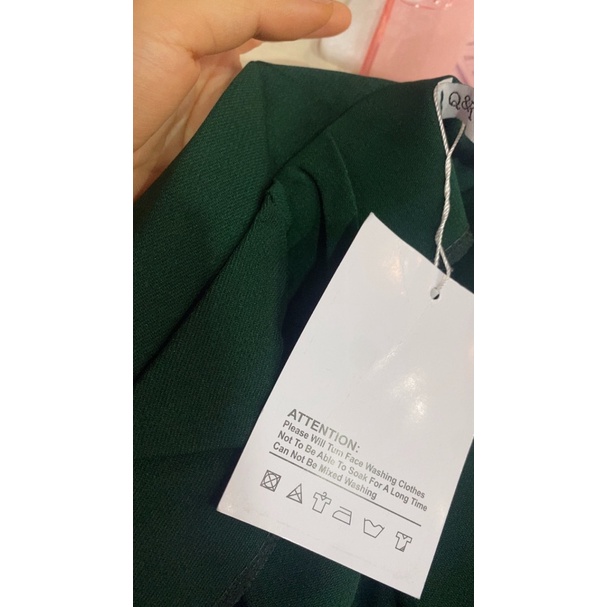 Q&
ATTENTION:
Please Will Turn Face Washing Clothes
Not To Be Able To Soak For A Long Time
Can Not Be Mixed Washing